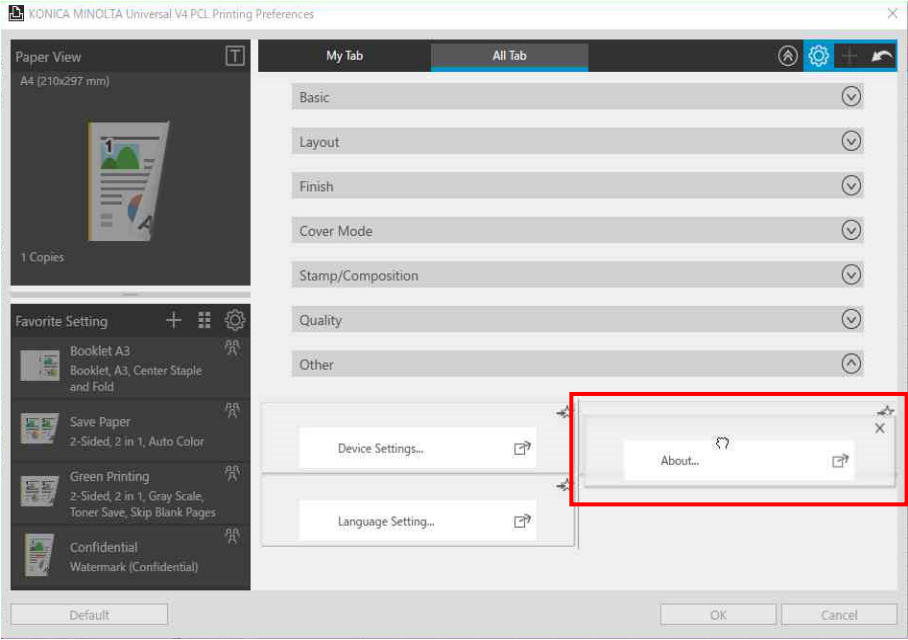 KONICA MINOLTA Universal V4 PCL Printing Preferences
Paper View
T
A4 (210x297 mm)
1
A
1 Copies
Favorite Setting
Booklet A3
Booklet, A3, Center Staple
and Fold
Save Paper
2-Sided, 2 in 1, Auto Color
Green Printing
2-Sided, 2 in 1, Gray Scale,
Toner Save, Skip Blank Pages
Confidential
Watermark (Confidential)
My Tab
All Tab
Basic
Layout
Finish
Cover Mode
Stamp/Composition
Quality
Other
Device Settings...
About...
Language Setting...
Default
OK
Cancel